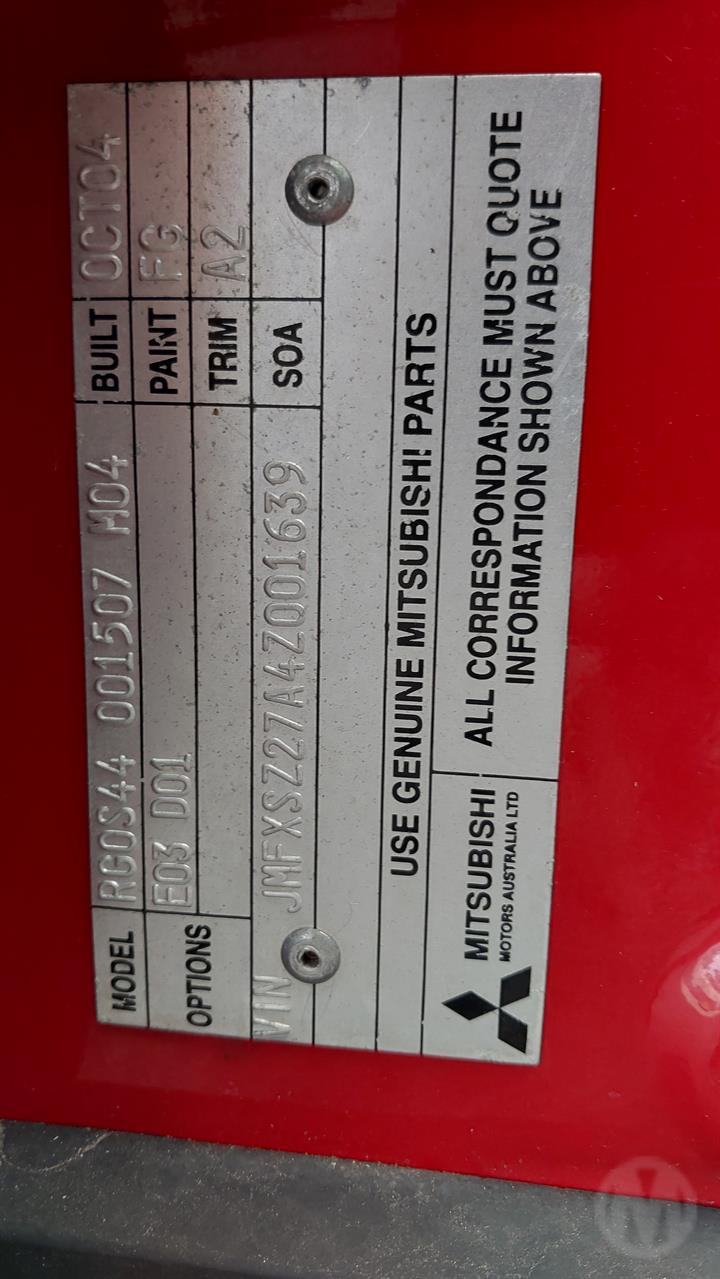 MODEL RG0S44 001507 M04 BUILT OCT04
OPTIONS E03 D01 PAINT
TRIM A2
VIN JMFXSZ27A4Z001639 SOA
USE GENUINE MITSUBISHI PARTS
MITSUBISHI
MOTORS AUSTRALIA LTD
ALL CORRESPONDANCE MUST QUOTE
INFORMATION SHOWN ABOVE